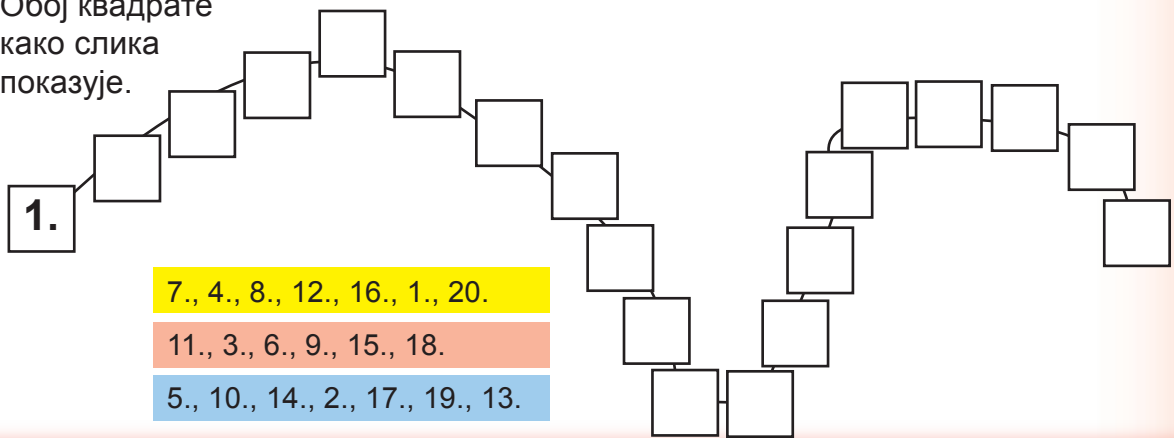 Обој квадрате
како слика
показује.
1.
7., 4., 8., 12., 16., 1., 20.
11., 3., 6., 9., 15., 18.
5., 10., 14., 2., 17., 19., 13.